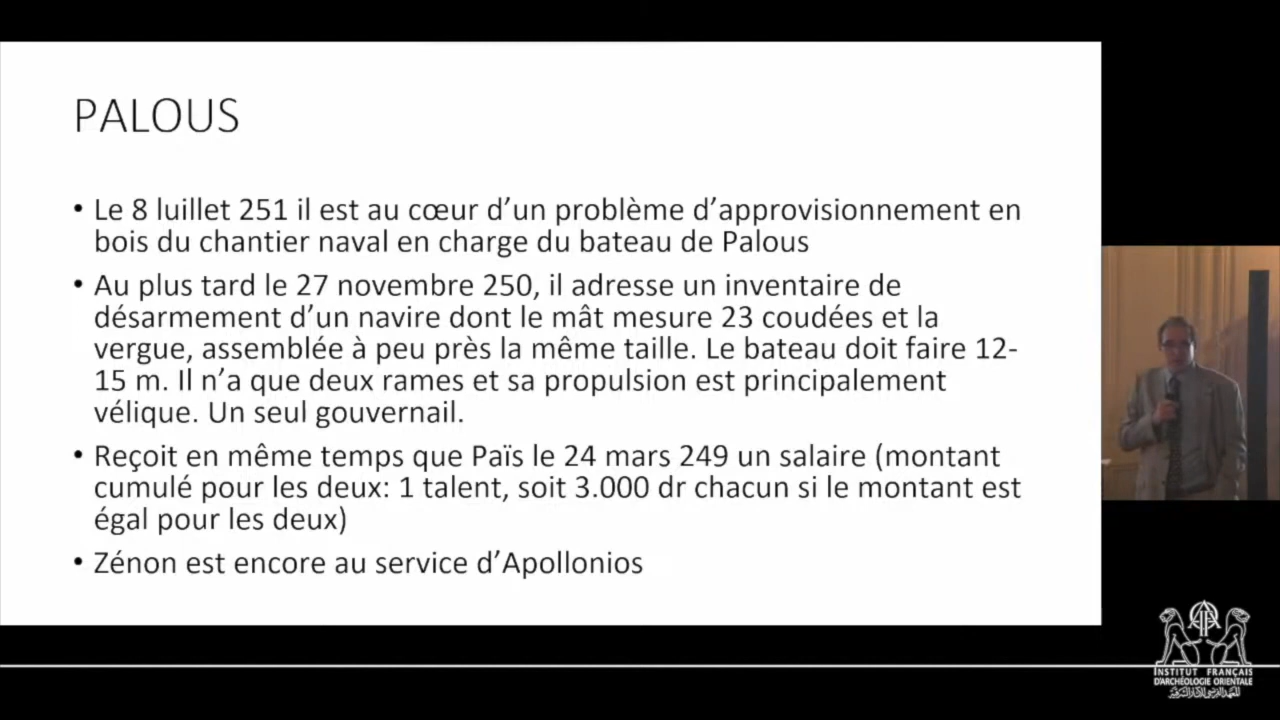 PALOUS
• Le 8 luillet 251 il est au cœur d’un problème d’approvisionnement en
bois du chantier naval en charge du bateau de Palous
• Au plus tard le 27 novembre 250, il adresse un inventaire de
désarmement d’un navire dont le mât mesure 23 coudées et la
vergue, assemblée à peu près la même taille. Le bateau doit faire 12-
15 m. Il n’a que deux rames et sa propulsion est principalement
vélique. Un seul gouvernail.
• Reçoit en même temps que Païs le 24 mars 249 un salaire (montant
cumulé pour les deux: 1 talent, soit 3.000 dr chacun si le montant est
égal pour les deux)
• Zénon est encore au service d’Apollonios
INSTITUT FRANÇAIS
D’ARCHÉOLOGIE ORIENTALE